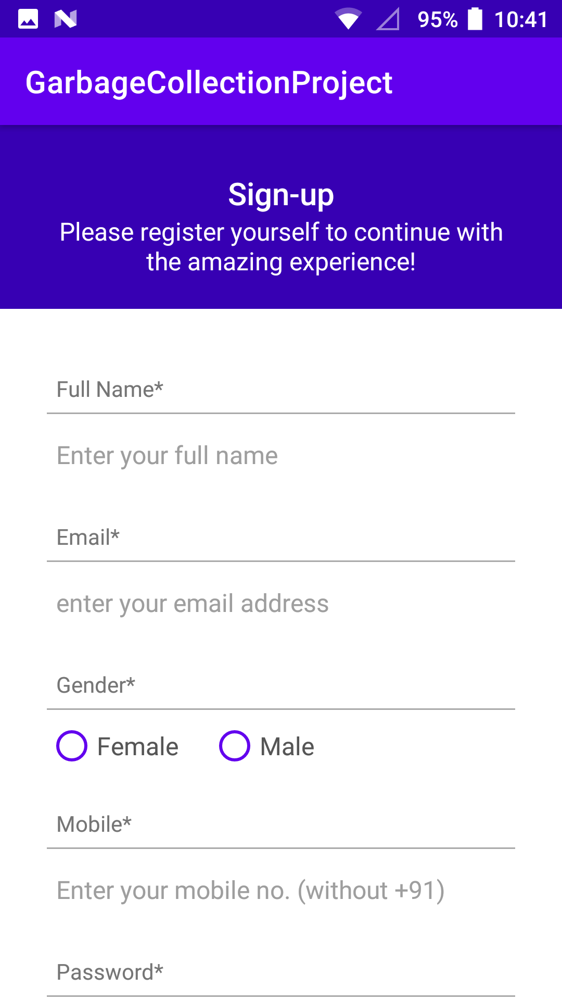 95% 10:41
GarbageCollectionProject
Sign-up
Please register yourself to continue with
the amazing experience!
Full Name*
Enter your full name
Email*
enter your email address
Gender*
Female Male
Mobile*
Enter your mobile no. (without +91)
Password*